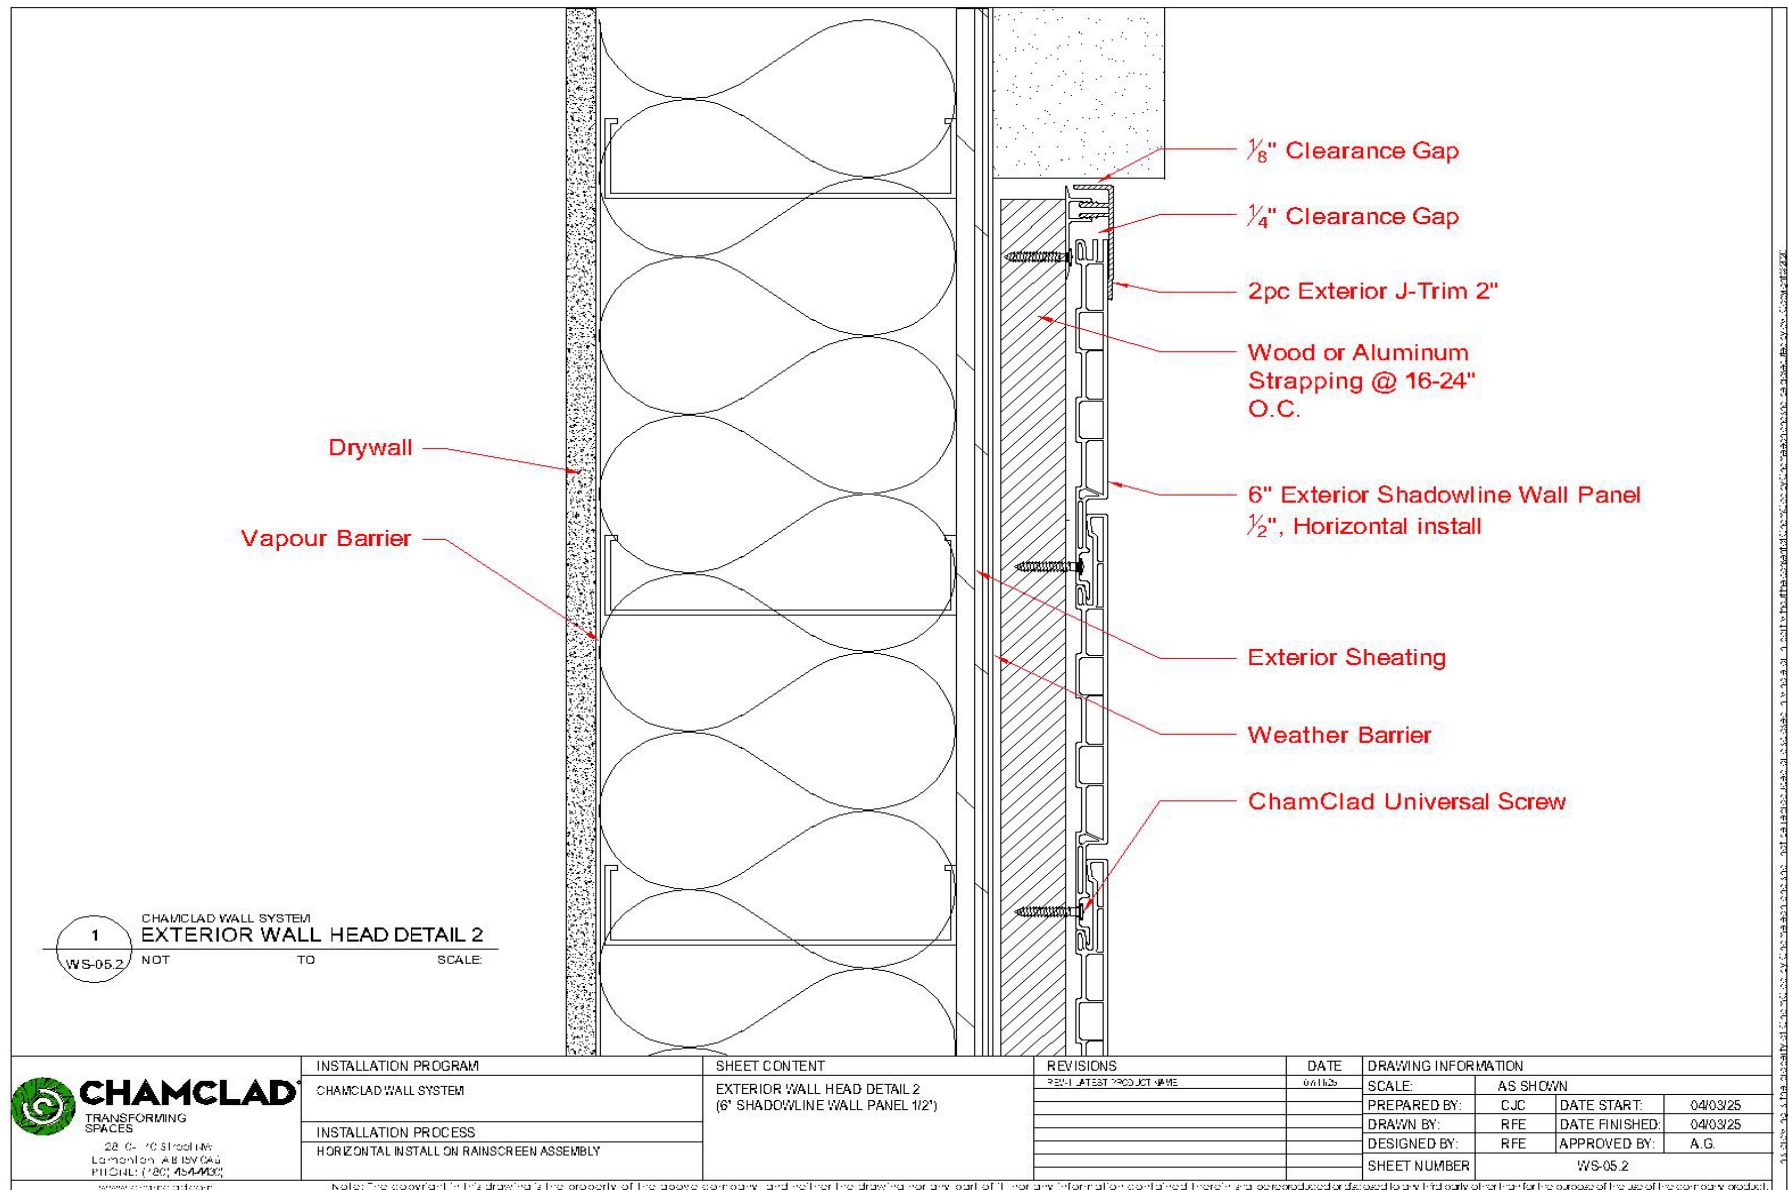 ⅛" Clearance Gap
¼" Clearance Gap
2pc Exterior J-Trim 2"
Wood or Aluminum
Strapping @ 16-24"
O.C.
Drywall
Vapour Barrier
6" Exterior Shadowline Wall Panel
½", Horizontal install
Exterior Sheating
Weather Barrier
ChamClad Universal Screw
1
WS-05.2
CHAMCLAD WALL SYSTEM
EXTERIOR WALL HEAD DETAIL 2
NOT TO SCALE:
CHAMCLAD
TRANSFORMING
SPACES
INSTALLATION PROGRAM
CHAMCLAD WALL SYSTEM
INSTALLATION PROCESS
HORIZONTAL INSTALL ON RAINSCREEN ASSEMBLY
SHEET CONTENT
EXTERIOR WALL HEAD DETAIL 2
(6" SHADOWLINE WALL PANEL 1/2")
REVISIONS DATE
DRAWING INFORMATION
SCALE: AS SHOWN
PREPARED BY: CJC DATE START: 04/03/25
DRAWN BY: RFE DATE FINISHED: 04/03/25
DESIGNED BY: RFE APPROVED BY: A.G.
SHEET NUMBER WS-05.2